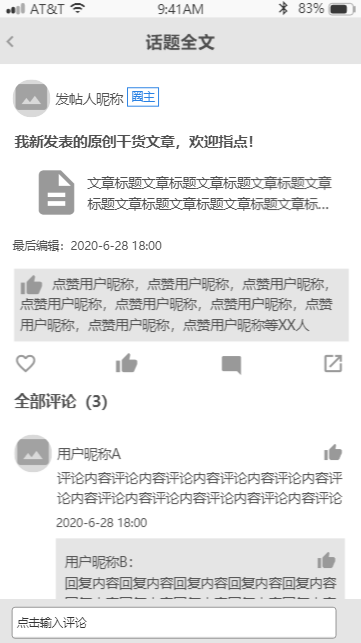 AT&T 9:41AM 83%
话题全文
发帖人昵称 圈主
我新发表的原创干货文章，欢迎指点！
文章标题文章标题文章标题文章标题文章
标题文章标题文章标题文章标题文章标...
最后编辑：2020-6-28 18:00
点赞用户昵称，点赞用户昵称，点赞用户昵称，
点赞用户昵称，点赞用户昵称，点赞用户昵称，点赞
用户昵称，点赞用户昵称，点赞用户昵称等XX人
全部评论（3）
用户昵称A
评论内容评论内容评论内容评论内容评论内容评
论内容评论内容评论内容评论内容评论内容评论
2020-6-28 18:00
用户昵称B：
回复内容回复内容回复内容回复内容回复内容
点击输入评论